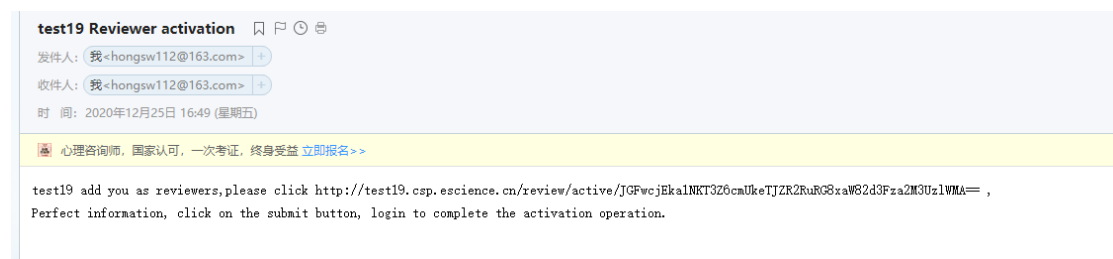 test19 Reviewer activation
发件人: 我<hongsw112@163.com> +
收件人: 我<hongsw112@163.com> +
时 间: 2020年12月25日 16:49 (星期五)
心理咨询师, 国家认可, 一次考证, 终身受益 立即报名>>
test19 add you as reviewers,please click http://test19.csp.escience.cn/review/active/JGFwcjEka1NKT3Z6cmUkeTJZR2RuRG8xaW82d3Fza2M3Uz1WMA== ,
Perfect information, click on the submit button, login to complete the activation operation.